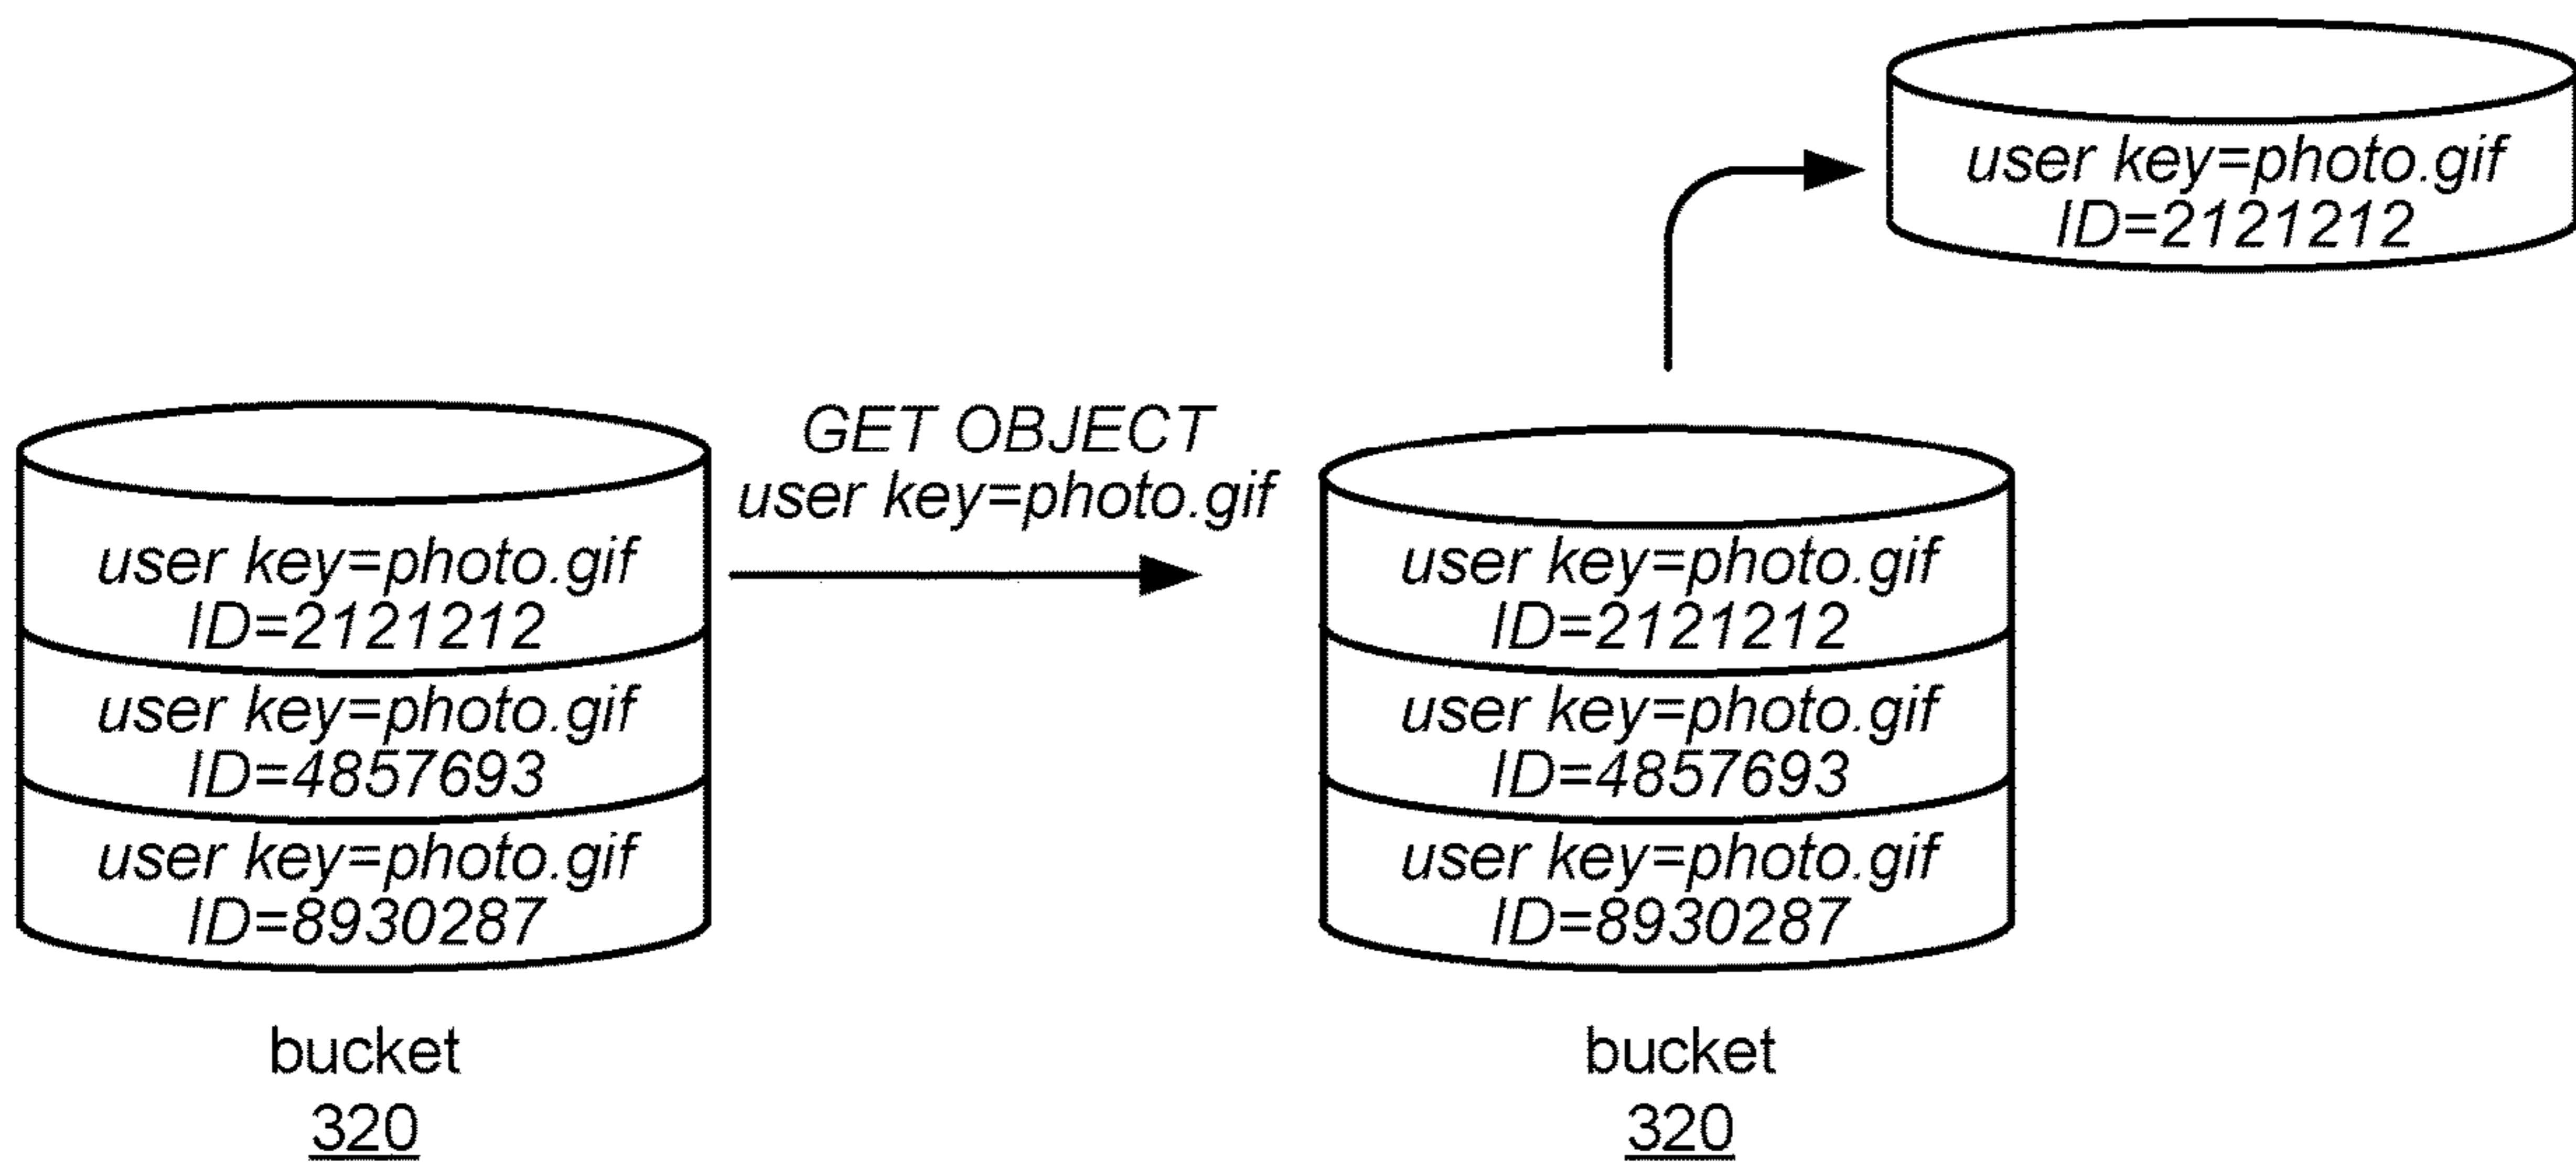 user key=photo.gif
ID=2121212
GET OBJECT
user key=photo.gif
user key=photo.gif
ID=2121212
user key=photo.gif
ID=4857693
user key=photo.gif
ID=8930287
bucket
320
user key=photo.gif
ID=2121212
user key=photo.gif
ID=4857693
user key=photo.gif
ID=8930287
bucket
320